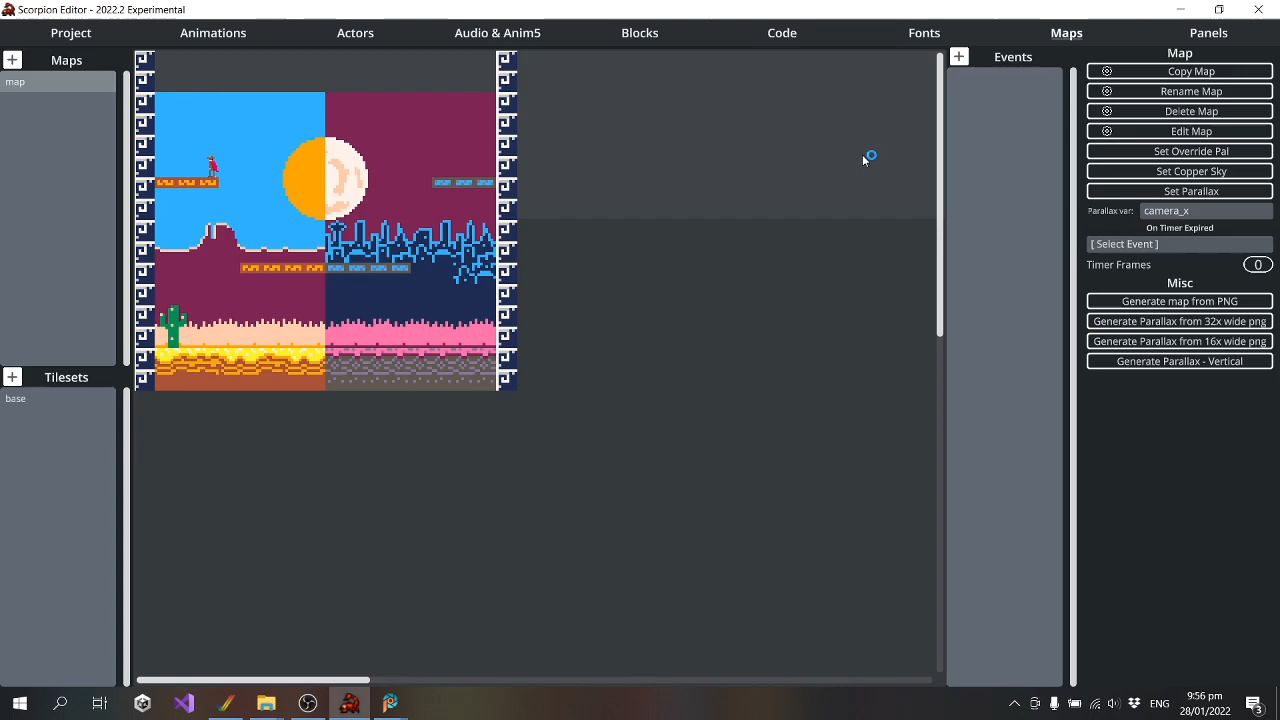 Scorpion Editor - 2022.2 Experimental
Project
Animations
Actors
Audio & Anim5
Blocks
Code
Fonts
Maps
Panels
+
Maps
map
+
Tilesets
base
+
Events
Map
Copy Map
Rename Map
Delete Map
Edit Map
Set Override Pal
Set Copper Sky
Set Parallax
Parallax var: camera_x
On Timer Expired
[ Select Event ]
Timer Frames 0
Misc
Generate map from PNG
Generate Parallax from 32x wide png
Generate Parallax from 16x wide png
Generate Parallax - Vertical
ENG
9:56 pm
28/01/2022
3